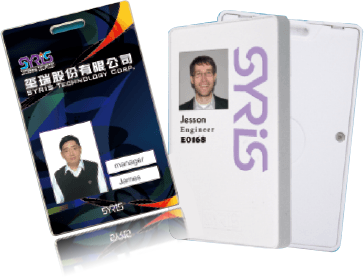 SYRIS
璽瑞股份有限公司
SYRIS TECHNOLOGY CORP.
manager
James
SYRIS
SYRIS
Jesson
Engineer
E0168